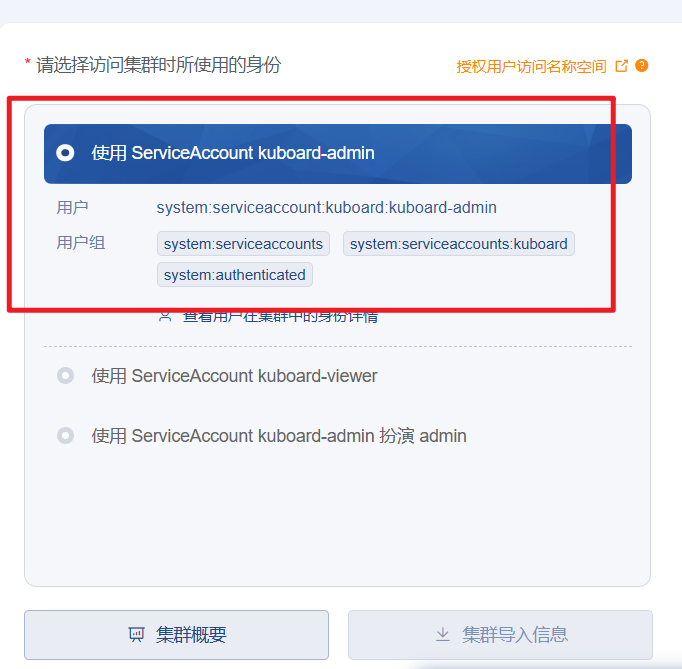 * 请选择访问集群时所使用的身份 授权用户访问名称空间 ?
使用 ServiceAccount kuboard-admin
用户 system:serviceaccount:kuboard:kuboard-admin
用户组 system:serviceaccounts system:serviceaccounts:kuboard
system:authenticated
查看用户在集群中的身份详情
使用 ServiceAccount kuboard-viewer
使用 ServiceAccount kuboard-admin 扮演 admin
集群概要 集群导入信息